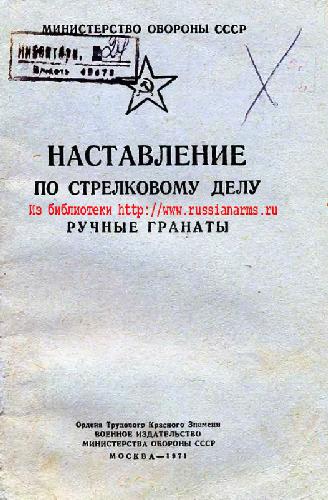 МИНИСТЕРСТВО ОБОРОНЫ СССР
НАСТАВЛЕНИЕ
ПО СТРЕЛКОВОМУ ДЕЛУ
Из библиотеки http://www.russianarms.ru
РУЧНЫЕ ГРАНАТЫ
Ордена Трудового Красного Знамени
ВОЕННОЕ ИЗДАТЕЛЬСТВО
МИНИСТЕРСТВА ОБОРОНЫ СССР
МОСКВА—1971